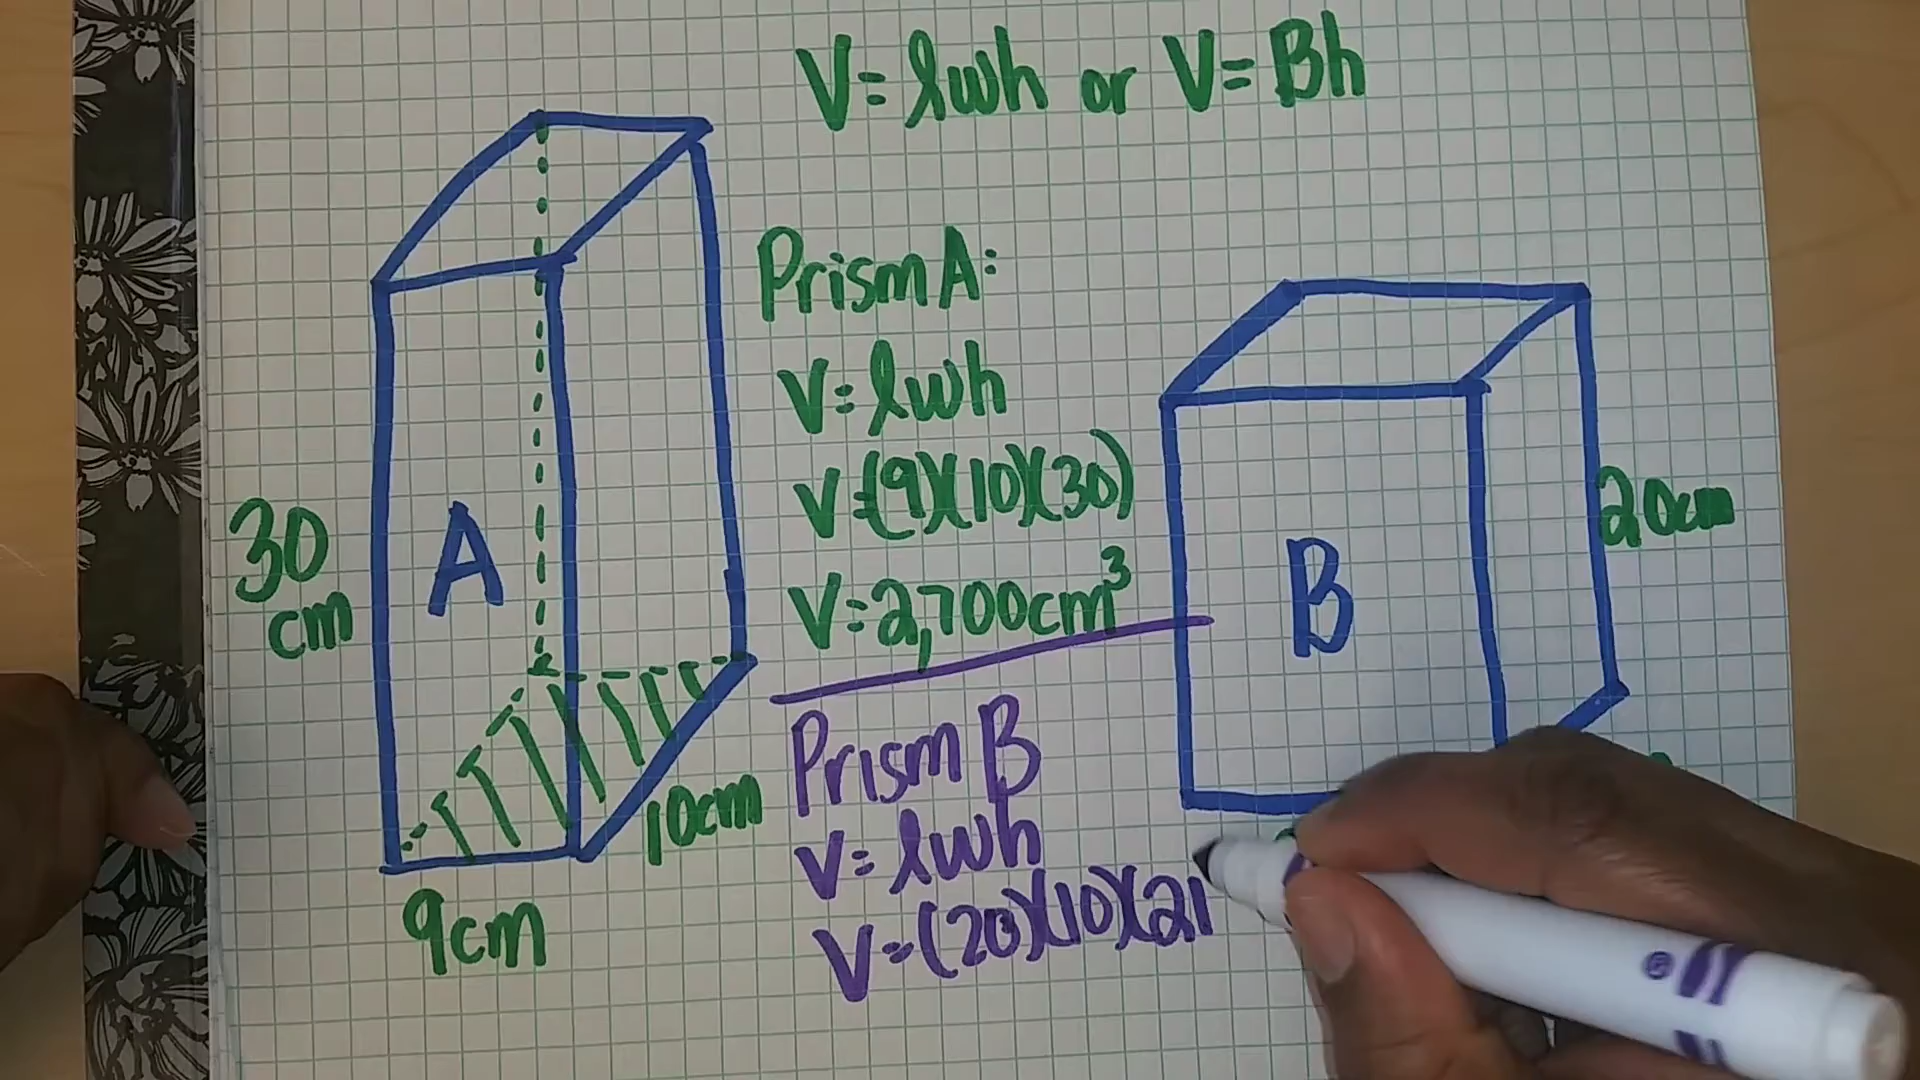 V=lwh or V=Bh
Prism A:
V=lwh
V=(9)(10)(30)
V=2,700cm³
30
cm
A
10cm
9cm
B
20cm
Prism B
V=lwh
V=(20)(10)(21